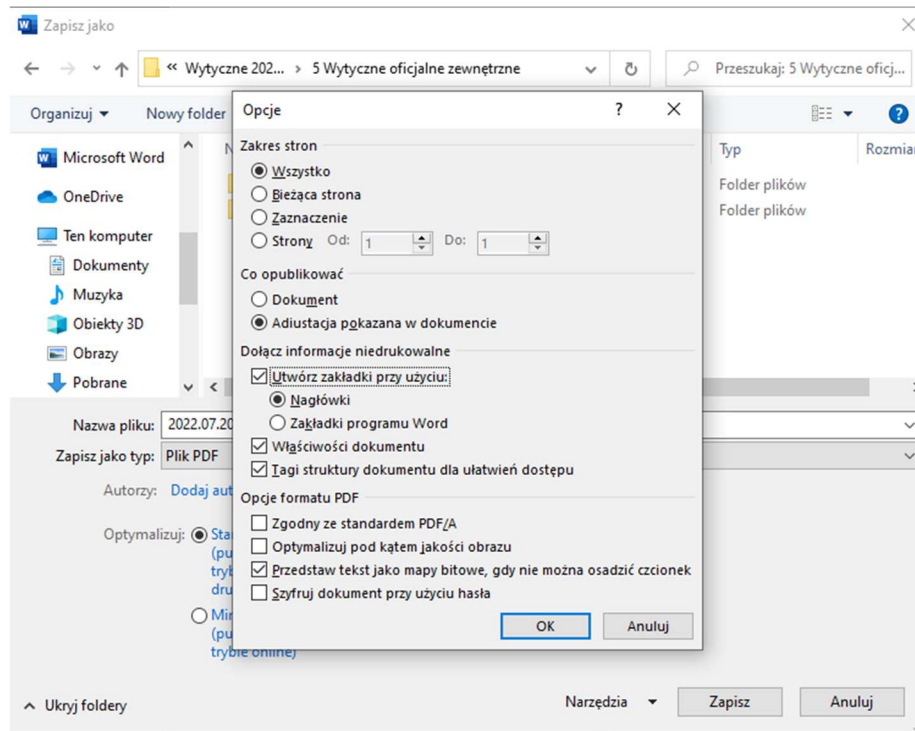 Zapisz jako
« Wytyczne 202... › 5 Wytyczne oficjalne zewnętrzne
Przeszukaj: 5 Wytyczne oficj...
Organizuj
Nowy folder
Opcje
?
Zakres stron
Wszystko
Bieżąca strona
Zaznaczenie
Strony Od: 1 Do: 1
Co opublikować
Dokument
Adiustacja pokazana w dokumencie
Dołącz informacje niedrukowalne
Utwórz zakładki przy użyciu:
Nagłówki
Zakładki programu Word
Właściwości dokumentu
Tagi struktury dokumentu dla ułatwień dostępu
Opcje formatu PDF
Zgodny ze standardem PDF/A
Optymalizuj pod kątem jakości obrazu
Przedstaw tekst jako mapy bitowe, gdy nie można osadzić czcionek
Szyfruj dokument przy użyciu hasła
OK Anuluj
Microsoft Word
OneDrive
Ten komputer
Dokumenty
Muzyka
Obiekty 3D
Obrazy
Pobrane
Typ
Folder plików
Folder plików
Nazwa pliku: 2022.07.20
Zapisz jako typ: Plik PDF
Autorzy:
Optymalizuj:
Ukryj foldery
Narzędzia Zapisz Anuluj